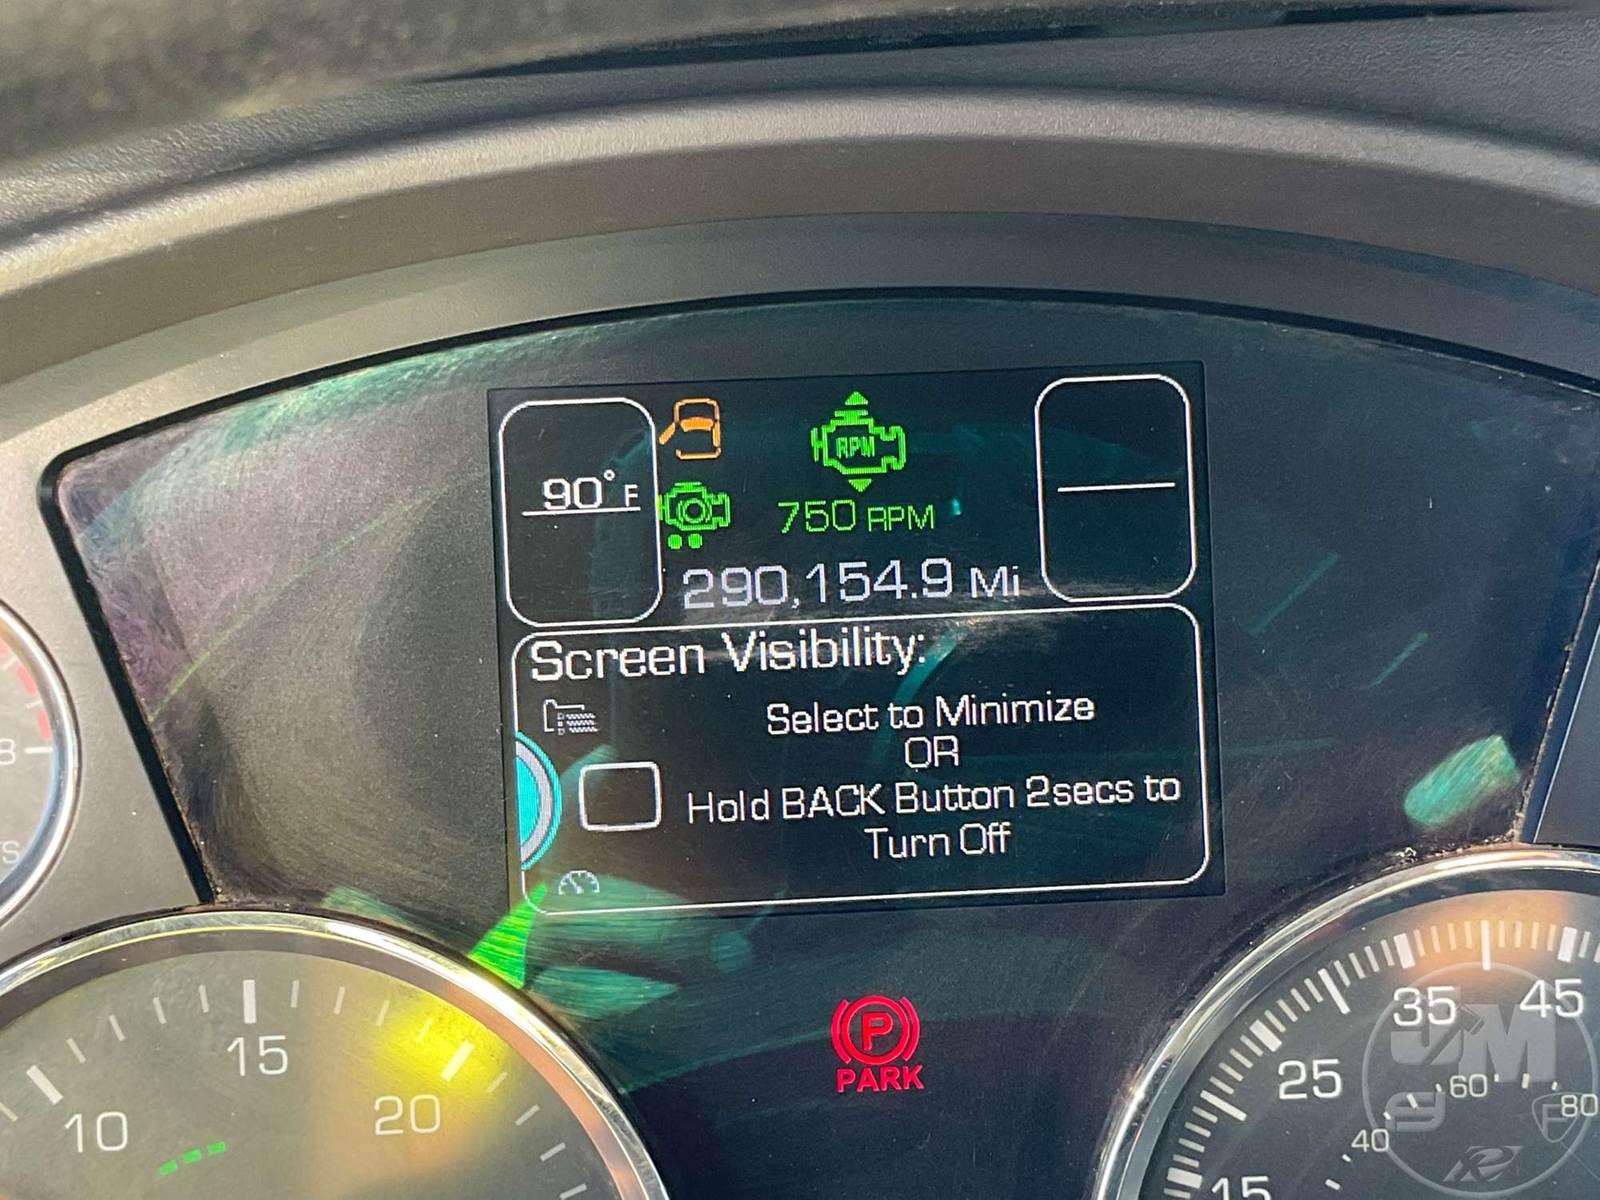 90°F
RPM
750 RPM
290,154.9 Mi
Screen Visibility:
Select to Minimize
OR
Hold BACK Button 2secs to
Turn Off
P
PARK
8
10
15
20
15
25
35
45
40
60
80